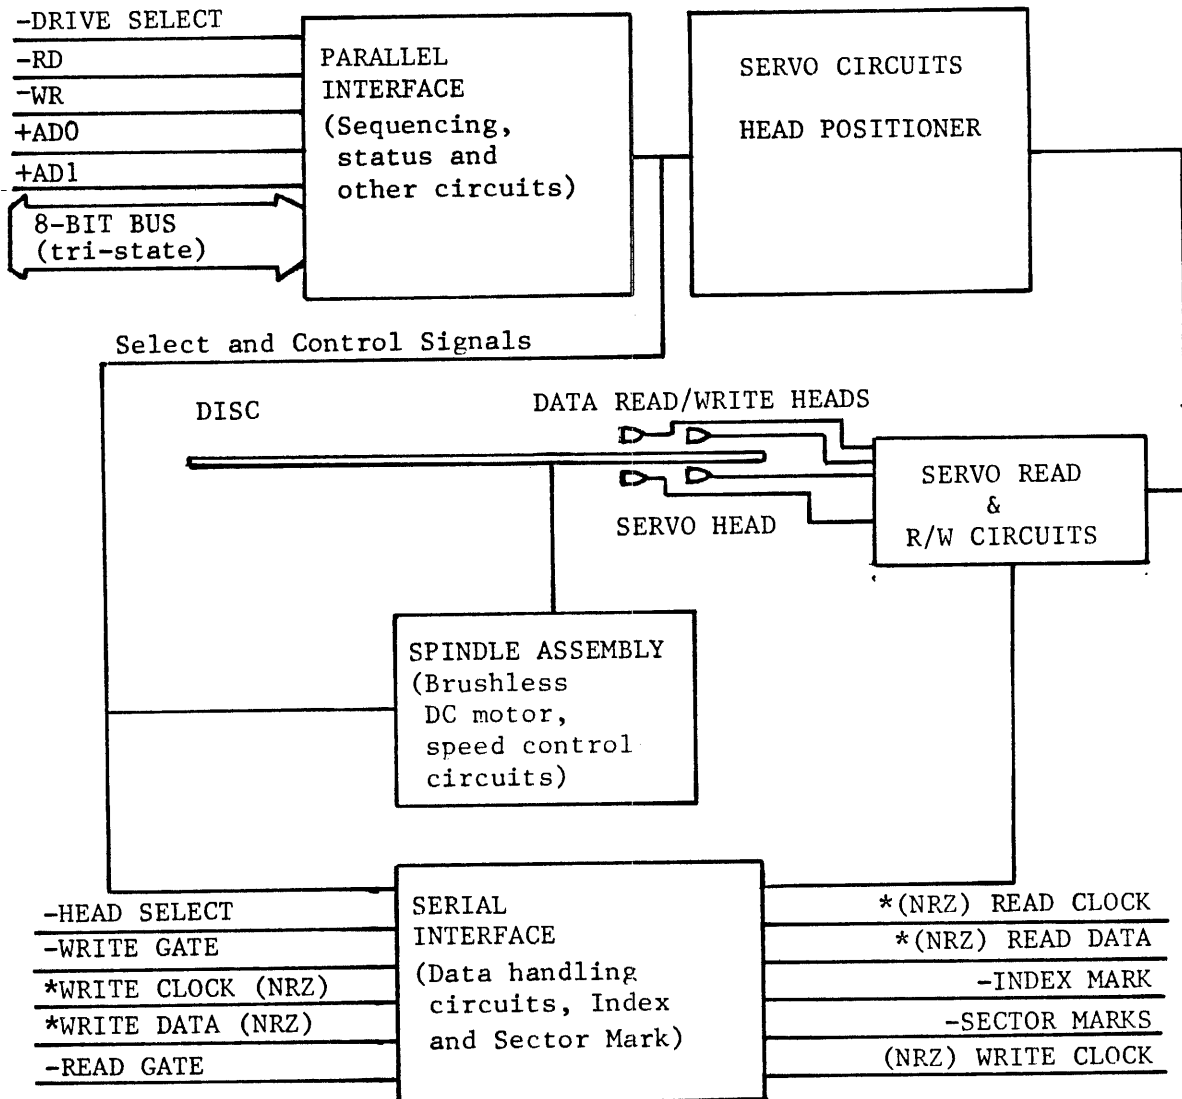 -DRIVE SELECT
-RD
-WR
+AD0
+AD1
8-BIT BUS
(tri-state)
PARALLEL
INTERFACE
(Sequencing,
status and
other circuits)
SERVO CIRCUITS
HEAD POSITIONER
Select and Control Signals
DISC
DATA READ/WRITE HEADS
SERVO HEAD
SERVO READ
&
R/W CIRCUITS
SPINDLE ASSEMBLY
(Brushless
DC motor,
speed control
circuits)
-HEAD SELECT
-WRITE GATE
*WRITE CLOCK (NRZ)
*WRITE DATA (NRZ)
-READ GATE
SERIAL
INTERFACE
(Data handling
circuits, Index
and Sector Mark)
*(NRZ) READ CLOCK
*(NRZ) READ DATA
-INDEX MARK
-SECTOR MARKS
(NRZ) WRITE CLOCK